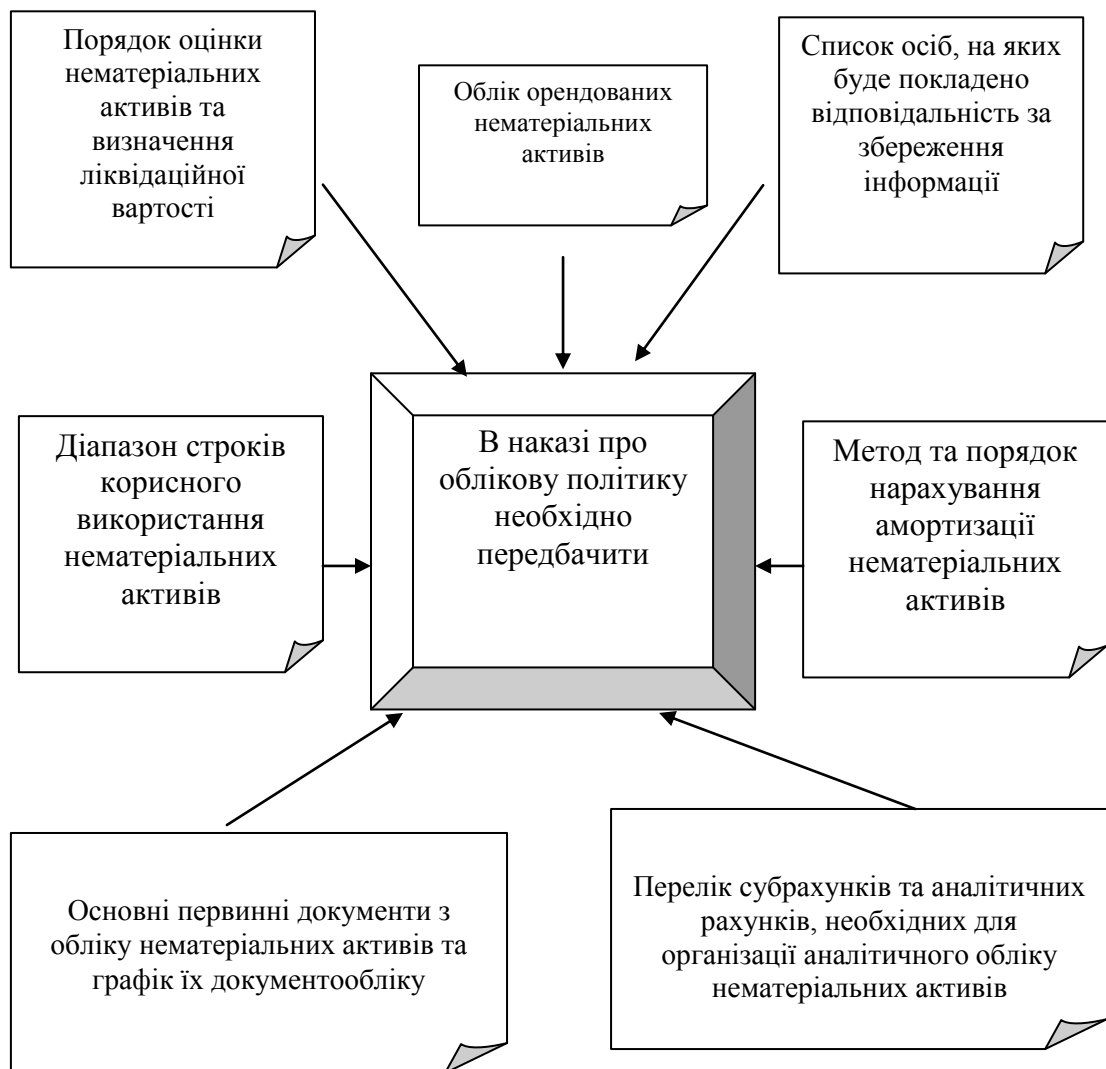 Порядок оцінки
нематеріальних
активів та
визначення
ліквідаційної
вартості
Облік орендованих
нематеріальних
активів
Список осіб, на яких
буде покладено
відповідальність за
збереження
інформації
Діапазон строків
корисного
використання
нематеріальних
активів
В наказі про
облікову політику
необхідно
передбачити
Метод та порядок
нарахування
амортизації
нематеріальних
активів
Основні первинні документи з
обліку нематеріальних активів та
графік їх документообліку
Перелік субрахунків та аналітичних
рахунків, необхідних для
організації аналітичного обліку
нематеріальних активів